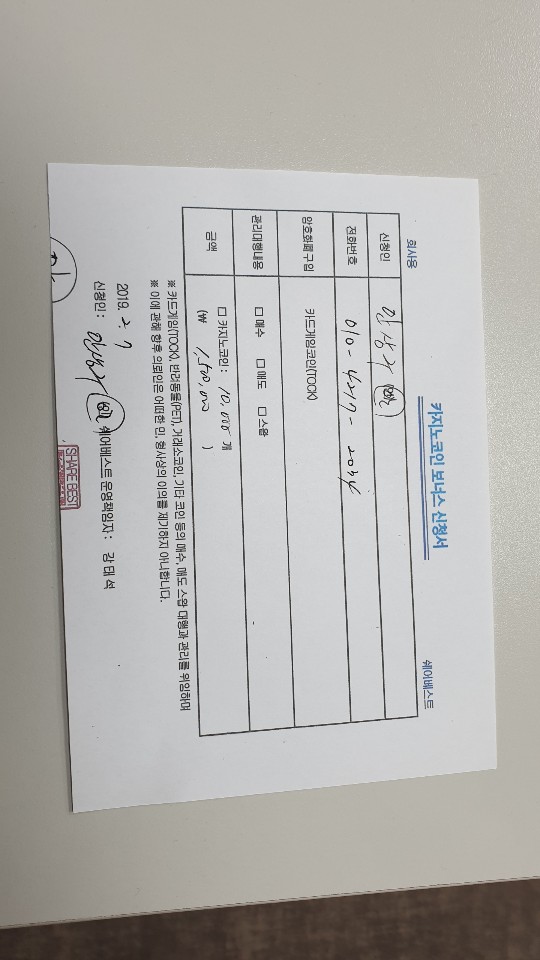 카지노코인 보너스 신청서
회사용
쉐어베스트
신청인 안상구
전화번호 010-4217-2034
암호화폐구입 카드게임코인(TOCK)
관리대행내용 □ 매수 □ 매도 □ 스왑
금액 □ 카지노코인 : 10,000 개
(₩ 1,500,000 )
※ 카드게임(TOCK), 반려동물(PET), 거래소코인, 기타 코인 등의 매수, 매도 스왑 대행과 관리를 위임하며
※ 이에 관해 향후 의뢰인은 어떠한 민, 형사상의 이의를 제기하지 아니합니다.
2019. 2. 7
신청인 : 안상구 쉐어베스트 운영책임자 : 강태석
SHARE BEST